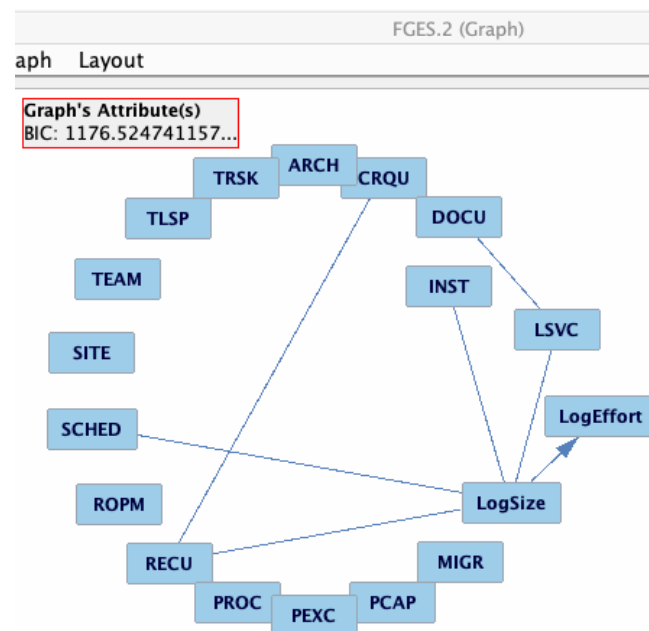 FGES.2 (Graph)
aph Layout
Graph's Attribute(s)
BIC: 1176.524741157...
ARCH
TRSK
CRQU
TLSP
DOCU
TEAM
INST
LSVC
SITE
LogEffort
SCHED
ROPM
LogSize
RECU
MIGR
PROC
PCAP
PEXC